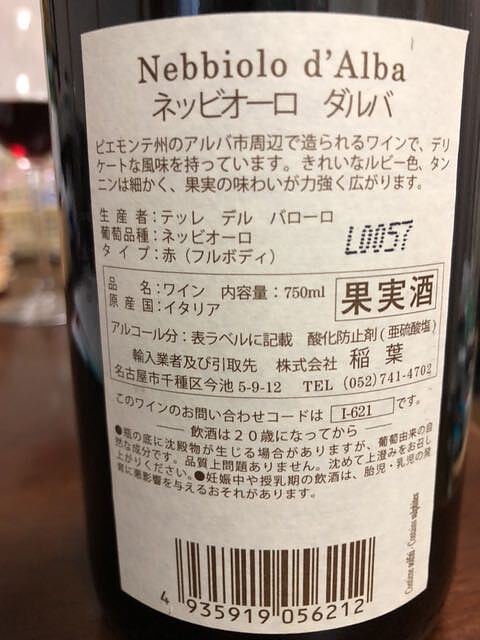 Nebbiolo d'Alba
ネッビオーロ ダルバ
ピエモンテ州のアルバ市周辺で造られるワインで、デリ
ケートな風味を持っています。きれいなルビー色、タン
ニンは細かく、果実の味わいが力強く広がります。
生産者：テッレ デル バローロ
葡萄品種：ネッビオーロ
タイプ：赤（フルボディ）
L0057
品名：ワイン 内容量：750ml
原産国：イタリア
果実酒
アルコール分：表ラベルに記載 酸化防止剤(亜硫酸塩)
輸入業者及び引取先 株式会社 稲葉
名古屋市千種区今池5-9-12 TEL (052)741-4702
このワインのお問い合わせコードは I-621 です。
飲酒は20歳になってから
●瓶の底に沈殿物が生じる場合がありますが、葡萄由来の自
然な成分です。品質上問題ありません。沈めて上澄みをお召し
上がりください。●妊娠中や授乳期の飲酒は、胎児・乳児の発
育に悪影響を与えるおそれがあります。
Contiene solfiti - Contains sulphites
4 935919 056212